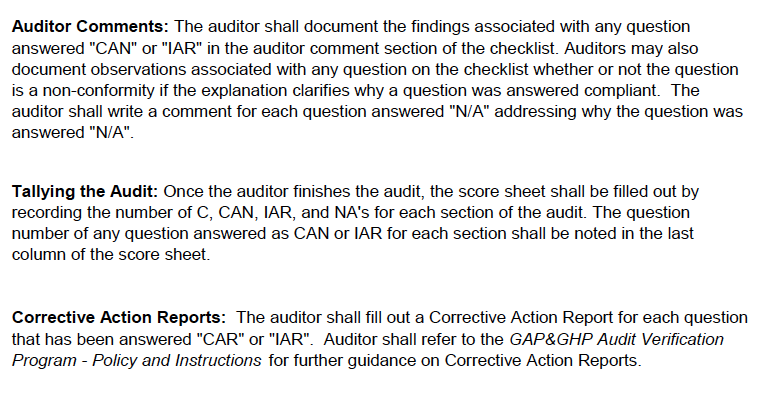 Auditor Comments: The auditor shall document the findings associated with any question
answered "CAN" or "IAR" in the auditor comment section of the checklist. Auditors may also
document observations associated with any question on the checklist whether or not the question
is a non-conformity if the explanation clarifies why a question was answered compliant.  The
auditor shall write a comment for each question answered "N/A" addressing why the question was
answered "N/A".
Tallying the Audit: Once the auditor finishes the audit, the score sheet shall be filled out by
recording the number of C, CAN, IAR, and NA's for each section of the audit. The question
number of any question answered as CAN or IAR for each section shall be noted in the last
column of the score sheet.
Corrective Action Reports:  The auditor shall fill out a Corrective Action Report for each question
that has been answered "CAR" or "IAR".  Auditor shall refer to the GAP&GHP Audit Verification
Program - Policy and Instructions for further guidance on Corrective Action Reports.